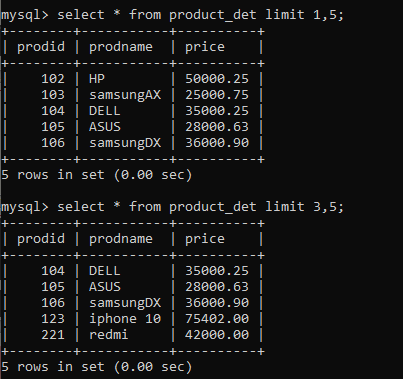 mysql> select * from product_det limit 1,5;
+--------+-----------+----------+
| prodid | prodname  | price    |
+--------+-----------+----------+
|    102 | HP        | 50000.25 |
|    103 | samsungAX | 25000.75 |
|    104 | DELL      | 35000.25 |
|    105 | ASUS      | 28000.63 |
|    106 | samsungDX | 36000.90 |
+--------+-----------+----------+
5 rows in set (0.00 sec)
mysql> select * from product_det limit 3,5;
+--------+-----------+----------+
| prodid | prodname  | price    |
+--------+-----------+----------+
|    104 | DELL      | 35000.25 |
|    105 | ASUS      | 28000.63 |
|    106 | samsungDX | 36000.90 |
|    123 | iphone 10 | 75402.00 |
|    221 | redmi     | 42000.00 |
+--------+-----------+----------+
5 rows in set (0.00 sec)